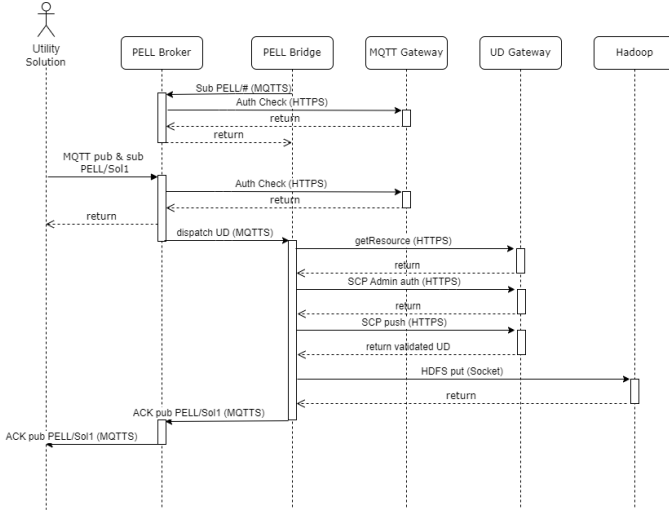 Utility
Solution
PELL Broker
PELL Bridge
MQTT Gateway
UD Gateway
Hadoop
Sub PELL/# (MQTTS)
Auth Check (HTTPS)
return
return
MQTT pub & sub
PELL/Sol1
Auth Check (HTTPS)
return
return
dispatch UD (MQTTS)
getResource (HTTPS)
return
SCP Admin auth (HTTPS)
return
SCP push (HTTPS)
return validated UD
HDFS put (Socket)
return
ACK pub PELL/Sol1 (MQTTS)
ACK pub PELL/Sol1 (MQTTS)